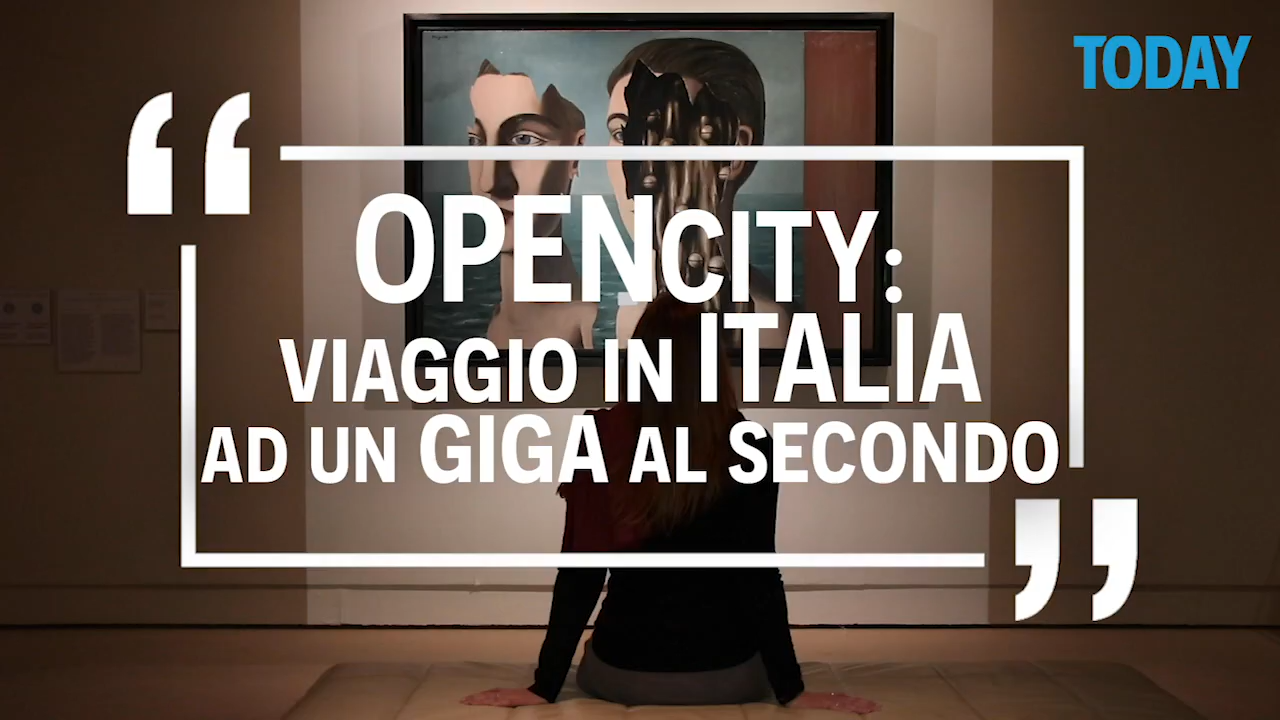 TODAY
“
OPENCITY:
VIAGGIO IN ITALIA
AD UN GIGA AL SECONDO
”